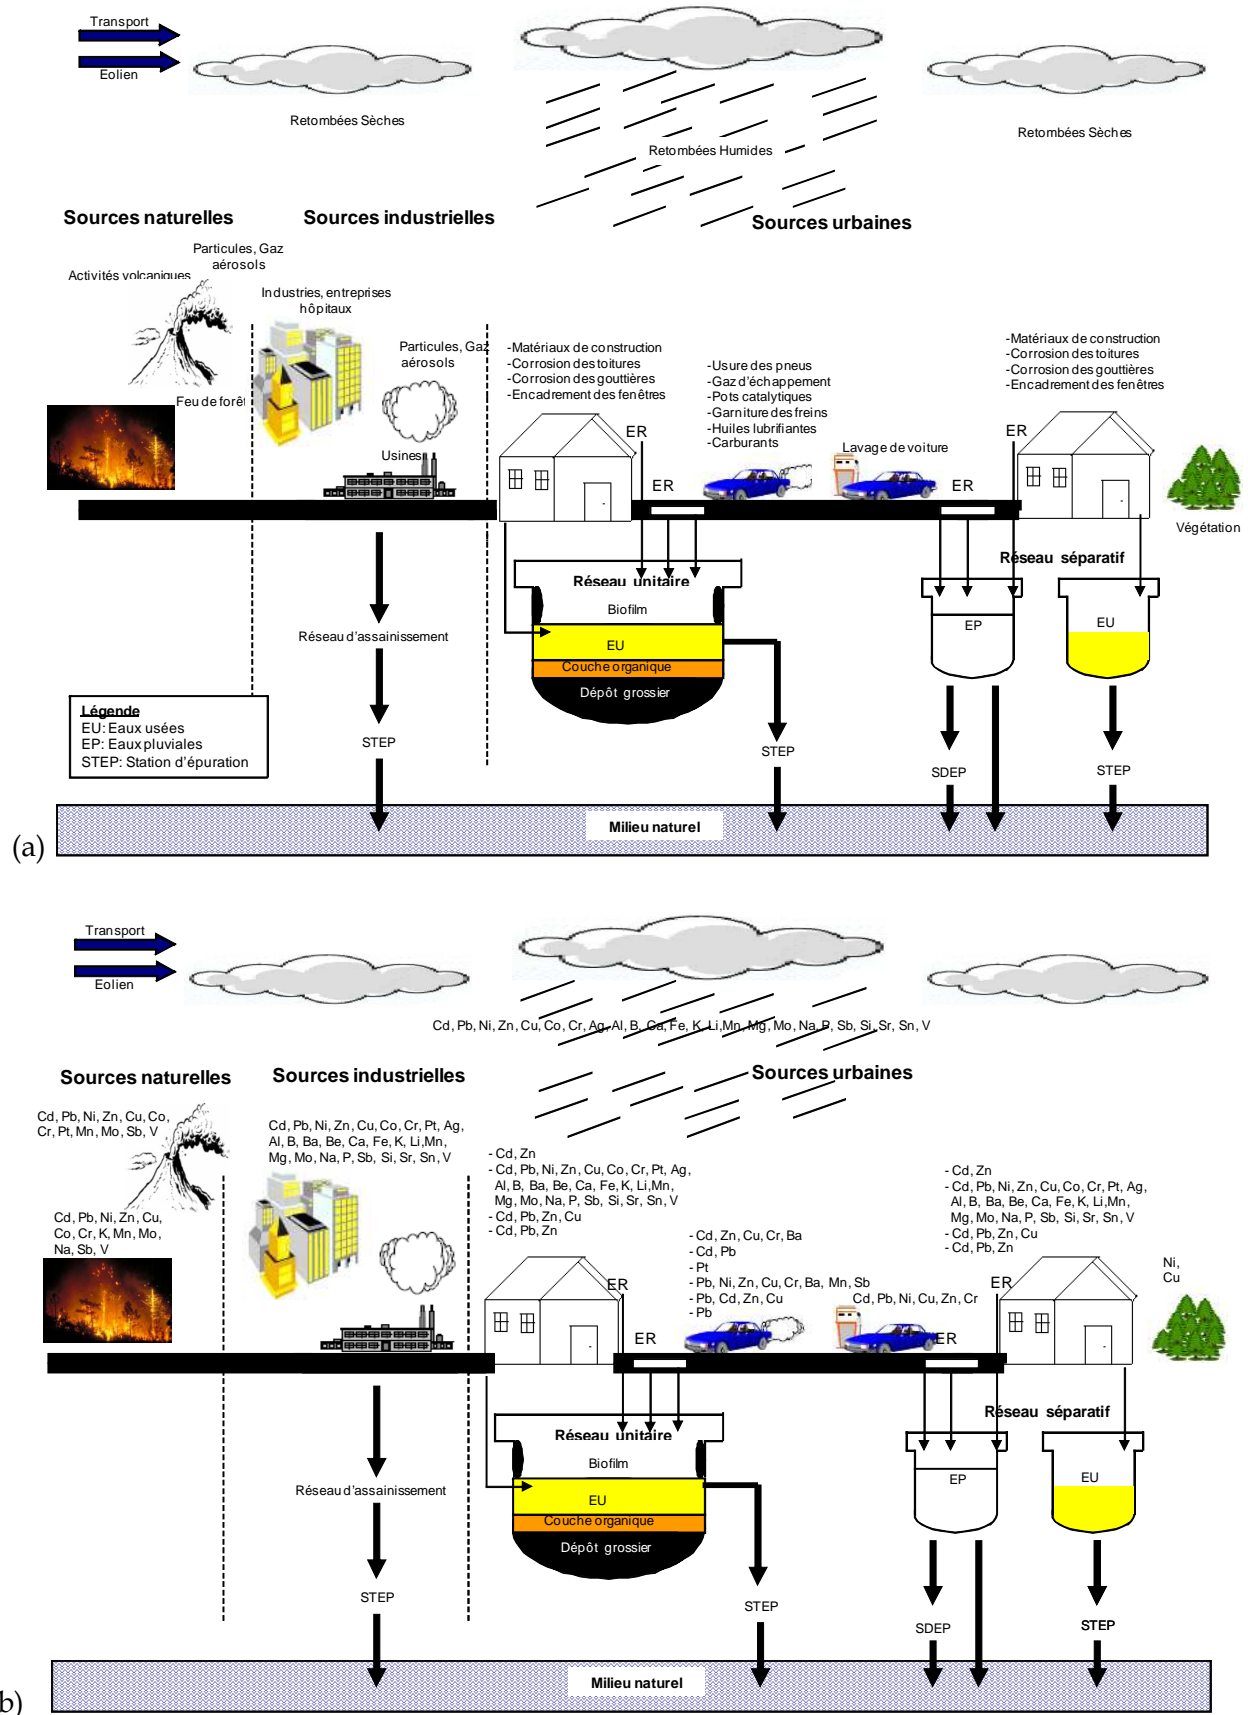 Transport
Eolien
Retombées Sèches
Retombées Humides
Retombées Sèches
Sources naturelles
Sources industrielles
Sources urbaines
Particules, Gaz
aérosols
Activités volcaniques
Industries, entreprises
hôpitaux
Particules, Gaz
aérosols
Feu de forêt
Usines
-Matériaux de construction
-Corrosion des toitures
-Corrosion des gouttières
-Encadrement des fenêtres
-Usure des pneus
-Gaz d'échappement
-Pots catalytiques
-Garniture des freins
-Huiles lubrifiantes
-Carburants
Lavage de voiture
-Matériaux de construction
-Corrosion des toitures
-Corrosion des gouttières
-Encadrement des fenêtres
ER
ER
ER
ER
Végétation
Réseau unitaire
Biofilm
EU
Couche organique
Dépôt grossier
Réseau séparatif
EP
EU
Réseau d'assainissement
STEP
STEP
SDEP
STEP
Légende
EU: Eaux usées
EP: Eaux pluviales
STEP: Station d'épuration
Milieu naturel
(a)
Transport
Eolien
Cd, Pb, Ni, Zn, Cu, Co, Cr, Ag, Al, B, Ca, Fe, K, Li,Mn, Mg, Mo, Na, P, Sb, Si, Sr, Sn, V
Sources naturelles
Sources industrielles
Sources urbaines
Cd, Pb, Ni, Zn, Cu, Co,
Cr, Pt, Mn, Mo, Sb, V
Cd, Pb, Ni, Zn, Cu,
Co, Cr, K, Mn, Mo,
Na, Sb, V
Cd, Pb, Ni, Zn, Cu, Co, Cr, Pt, Ag,
Al, B, Ba, Be, Ca, Fe, K, Li,Mn,
Mg, Mo, Na, P, Sb, Si, Sr, Sn, V
- Cd, Zn
- Cd, Pb, Ni, Zn, Cu, Co, Cr, Pt, Ag,
Al, B, Ba, Be, Ca, Fe, K, Li,Mn,
Mg, Mo, Na, P, Sb, Si, Sr, Sn, V
- Cd, Pb, Zn, Cu
- Cd, Pb, Zn
- Cd, Zn, Cu, Cr, Ba
- Cd, Pb
- Pt
- Pb, Ni, Zn, Cu, Cr, Ba, Mn, Sb
- Pb, Cd, Zn, Cu
- Pb
Cd, Pb, Ni, Cu, Zn, Cr
- Cd, Zn
- Cd, Pb, Ni, Zn, Cu, Co, Cr, Pt, Ag,
Al, B, Ba, Be, Ca, Fe, K, Li,Mn,
Mg, Mo, Na, P, Sb, Si, Sr, Sn, V
- Cd, Pb, Zn, Cu
- Cd, Pb, Zn
Ni,
Cu
ER
ER
ER
ER
Réseau unitaire
Biofilm
EU
Couche organique
Dépôt grossier
Réseau séparatif
EP
EU
Réseau d'assainissement
STEP
STEP
SDEP
STEP
Milieu naturel
b)